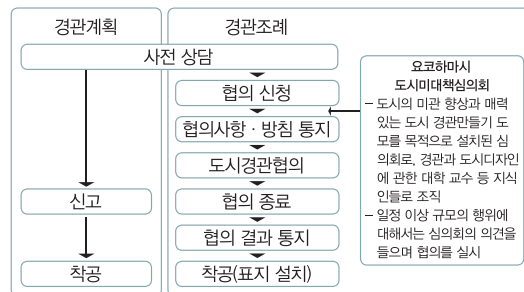 경관계획
경관조례
사전 상담
협의 신청
협의사항·방침 통지
도시경관협의
신고
협의 종료
협의 결과 통지
착공
착공(표지 설치)
요코하마시
도시미대책심의회
– 도시의 미관 향상과 매력
있는 도시 경관만들기 도
모를 목적으로 설치된 심
의회로, 경관과 도시디자인
에 관한 대학 교수 등 지식
인들로 조직
– 일정 이상 규모의 행위에
대해서는 심의회의 의견을
들으며 협의를 실시